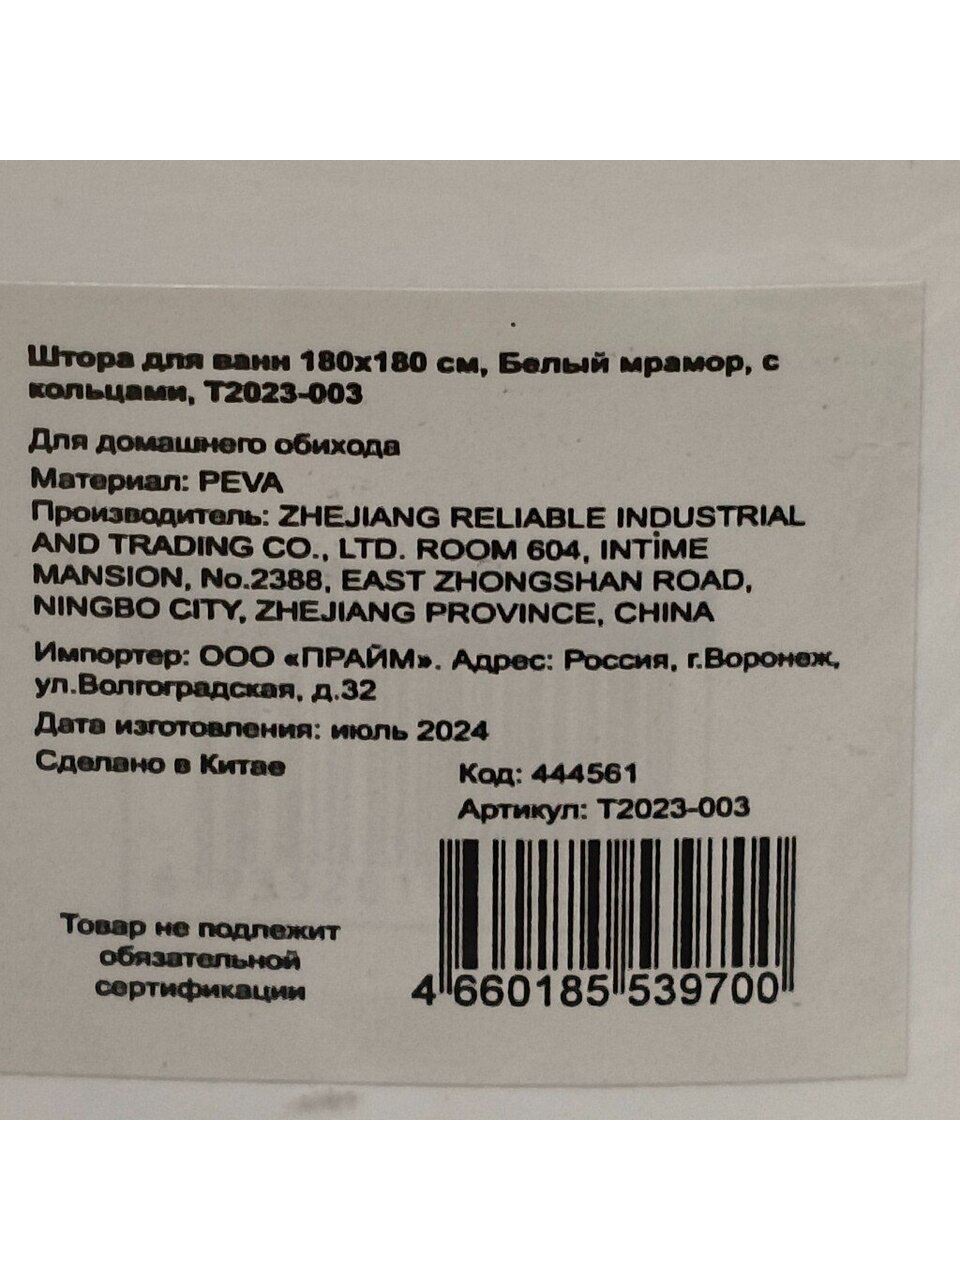 Штора для ванн 180x180 см, Белый мрамор, с
кольцами, T2023-003
Для домашнего обихода
Материал: PEVA
Производитель: ZHEJIANG RELIABLE INDUSTRIAL
AND TRADING CO., LTD. ROOM 604, INTİME
MANSION, No.2388, EAST ZHONGSHAN ROAD,
NINGBO CITY, ZHEJIANG PROVINCE, CHINA
Импортер: ООО «ПРАЙМ». Адрес: Россия, г.Воронеж,
ул.Волгоградская, д.32
Дата изготовления: июль 2024
Сделано в Китае
Код: 444561
Артикул: T2023-003
Товар не подлежит
обязательной
сертификации
4 660185 539700